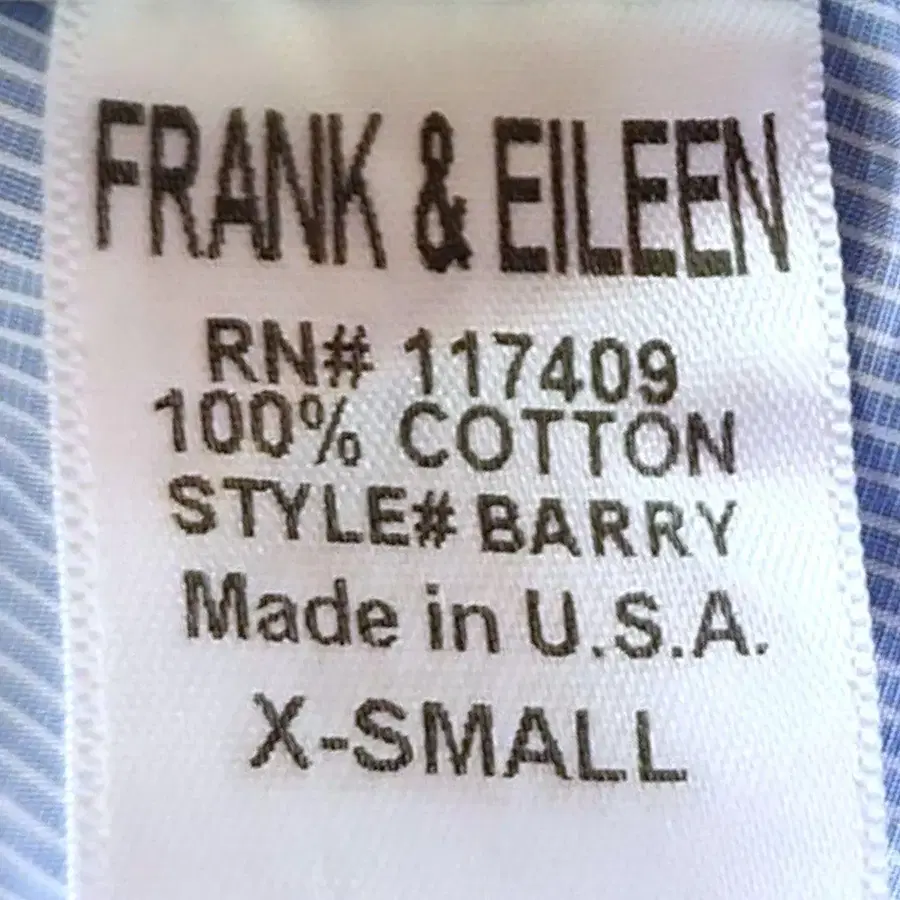 FRANK & EILEEN
RN# 117409
100% COTTON
STYLE# BARRY
Made in U.S.A.
X-SMALL